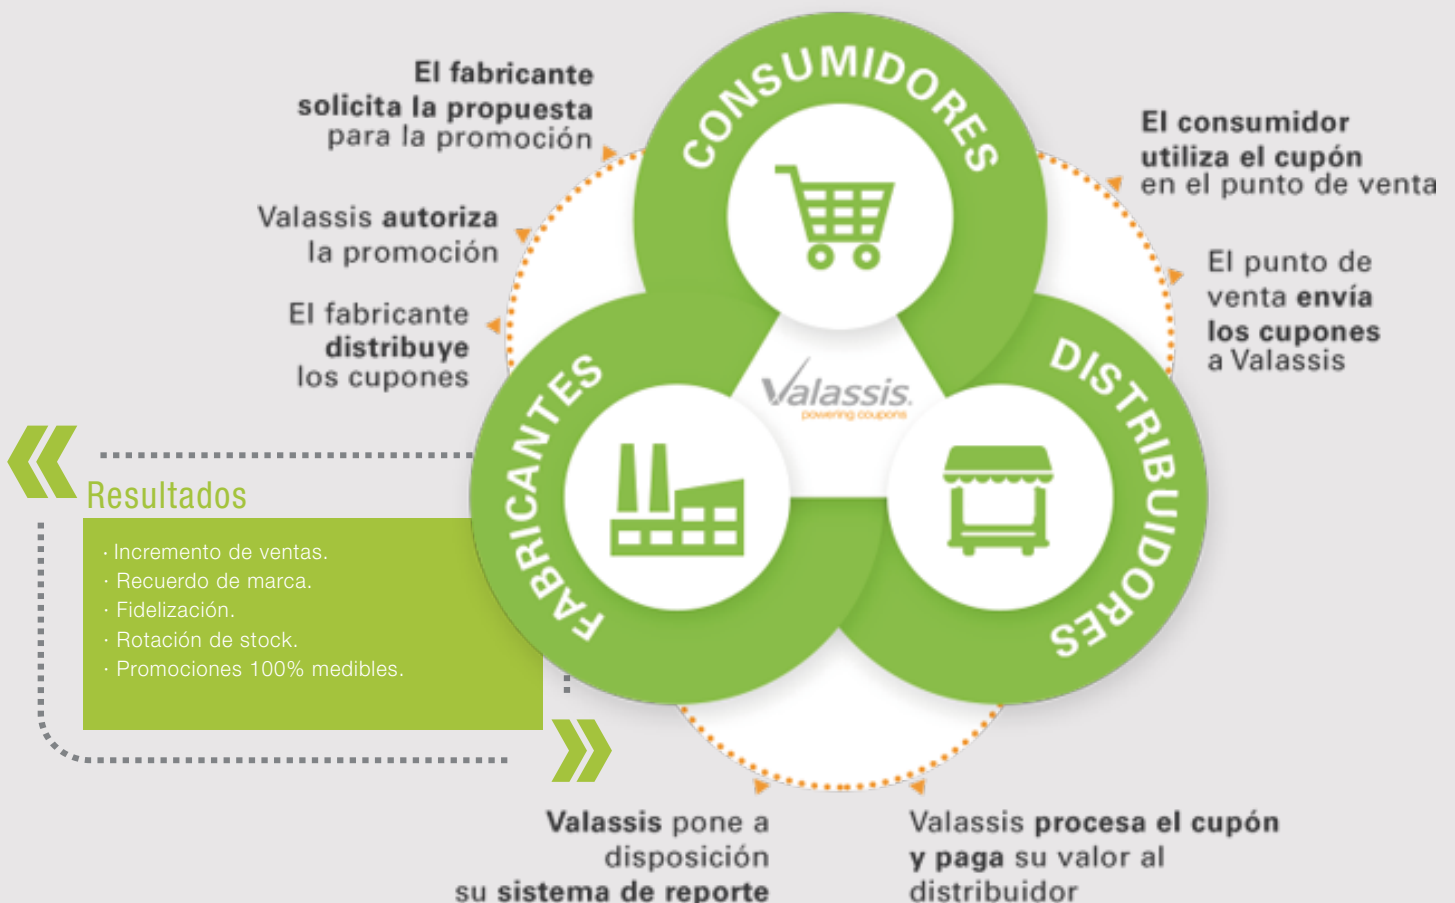 El fabricante
solicita la propuesta
para la promoción
Valassis autoriza
la promoción
El fabricante
distribuye
los cupones
CONSUMIDORES
El consumidor
utiliza el cupón
en el punto de venta
El punto de
venta envía
los cupones
a Valassis
Valassis.
powering coupons
FABRICANTES
DISTRIBUIDORES
Resultados
· Incremento de ventas.
· Recuerdo de marca.
· Fidelización.
· Rotación de stock.
· Promociones 100% medibles.
Valassis pone a
disposición
su sistema de reporte
Valassis procesa el cupón
y paga su valor al
distribuidor